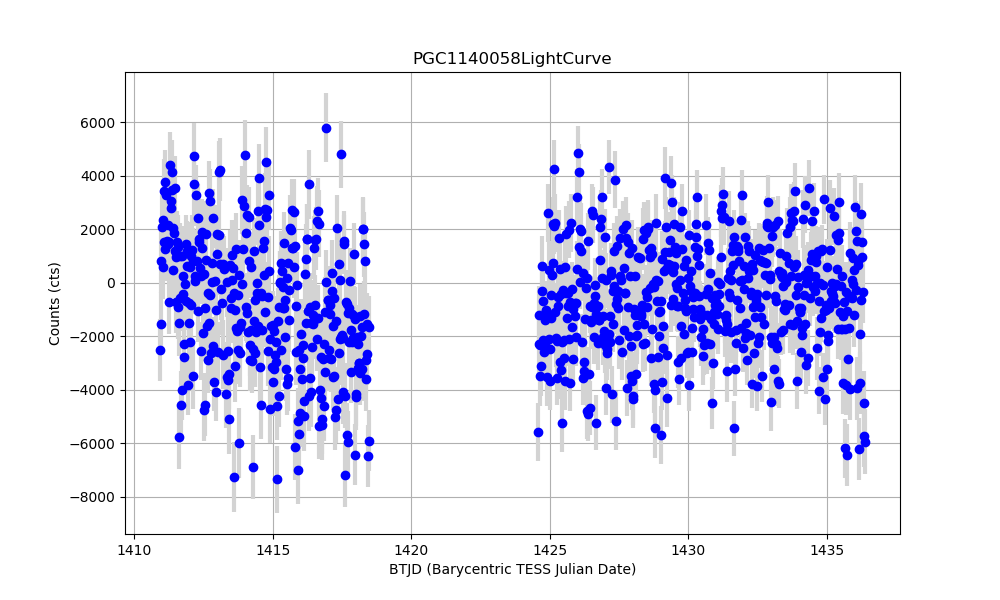 PGC1140058LightCurve
Counts (cts)
6000
4000
2000
0
−2000
−4000
−6000
−8000
1410 1415 1420 1425 1430 1435
BTJD (Barycentric TESS Julian Date)